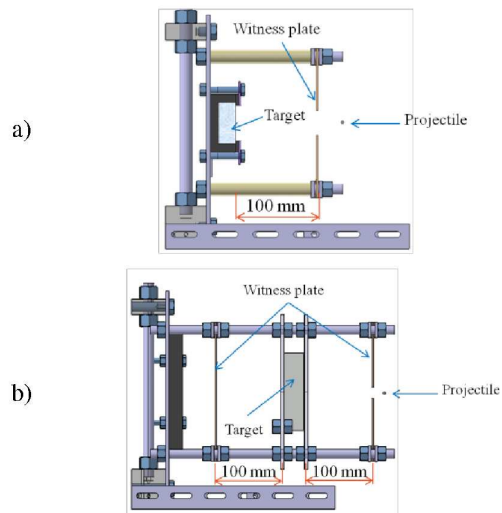 a)
Witness plate
Target
Projectile
100 mm
b)
Witness plate
Projectile
Target
100 mm
100 mm